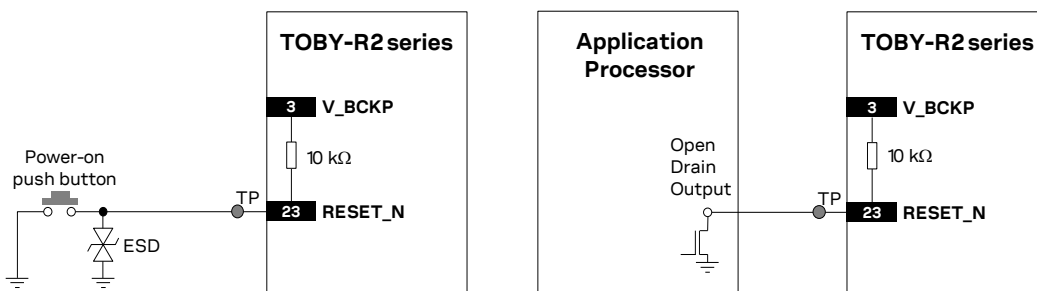 TOBY-R2 series
3 V_BCKP
10 kΩ
Power-on
push button
TP
23 RESET_N
ESD
Application
Processor
Open
Drain
Output
TOBY-R2 series
3 V_BCKP
10 kΩ
TP
23 RESET_N